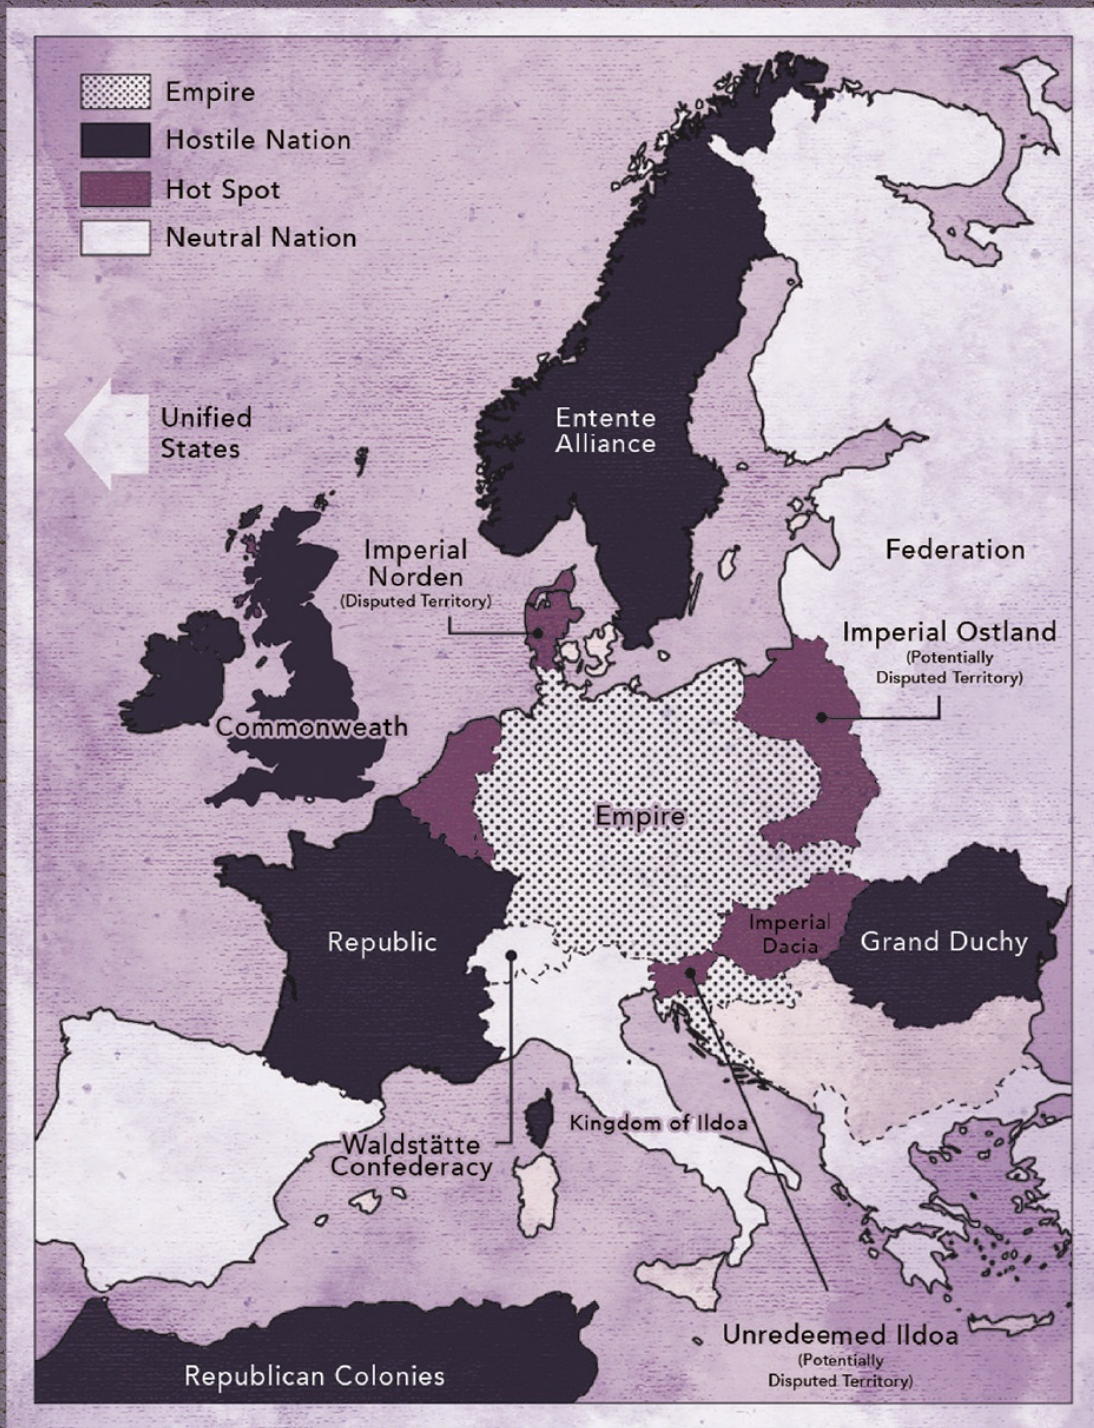 Empire
Hostile Nation
Hot Spot
Neutral Nation
Unified
States
Entente
Alliance
Imperial
Norden
(Disputed Territory)
Federation
Imperial Ostland
(Potentially
Disputed Territory)
Commonweath
Empire
Republic
Imperial
Dacia
Grand Duchy
Kingdom of Ildoa
Waldstätte
Confederacy
Unredeemed Ildoa
(Potentially
Disputed Territory)
Republican Colonies